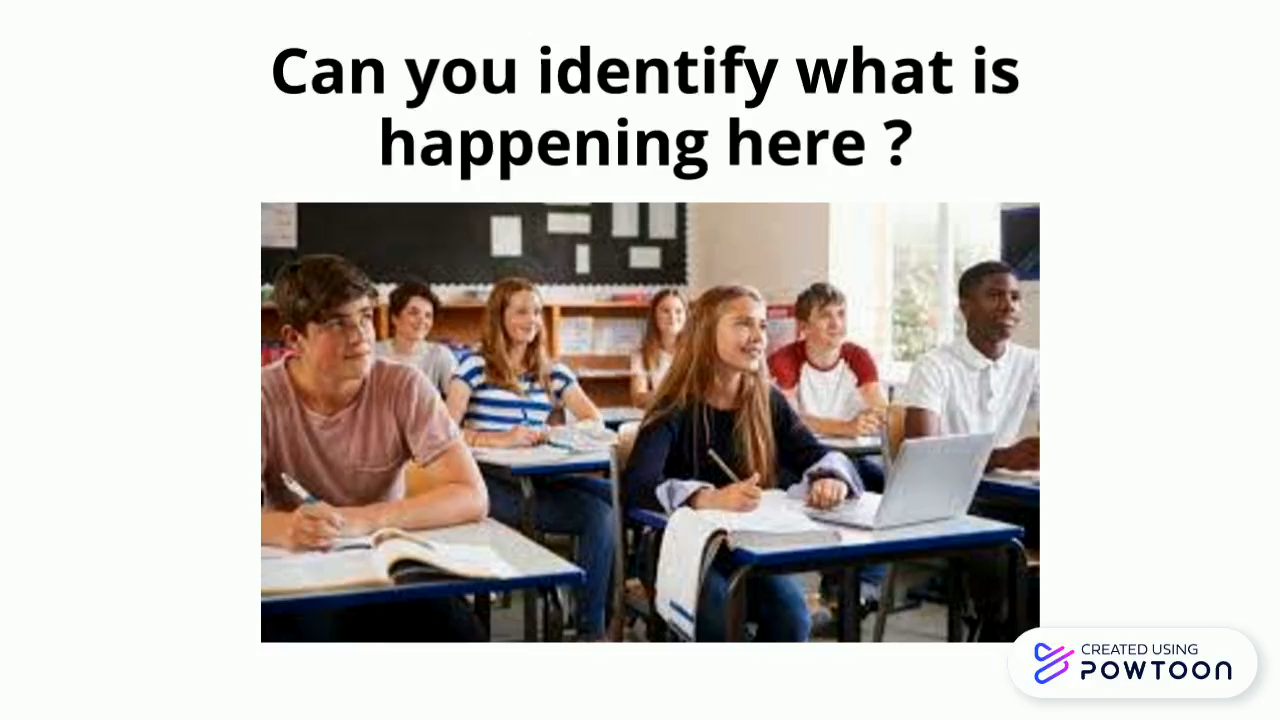 Can you identify what is
happening here ?
CREATED USING
POWTOON